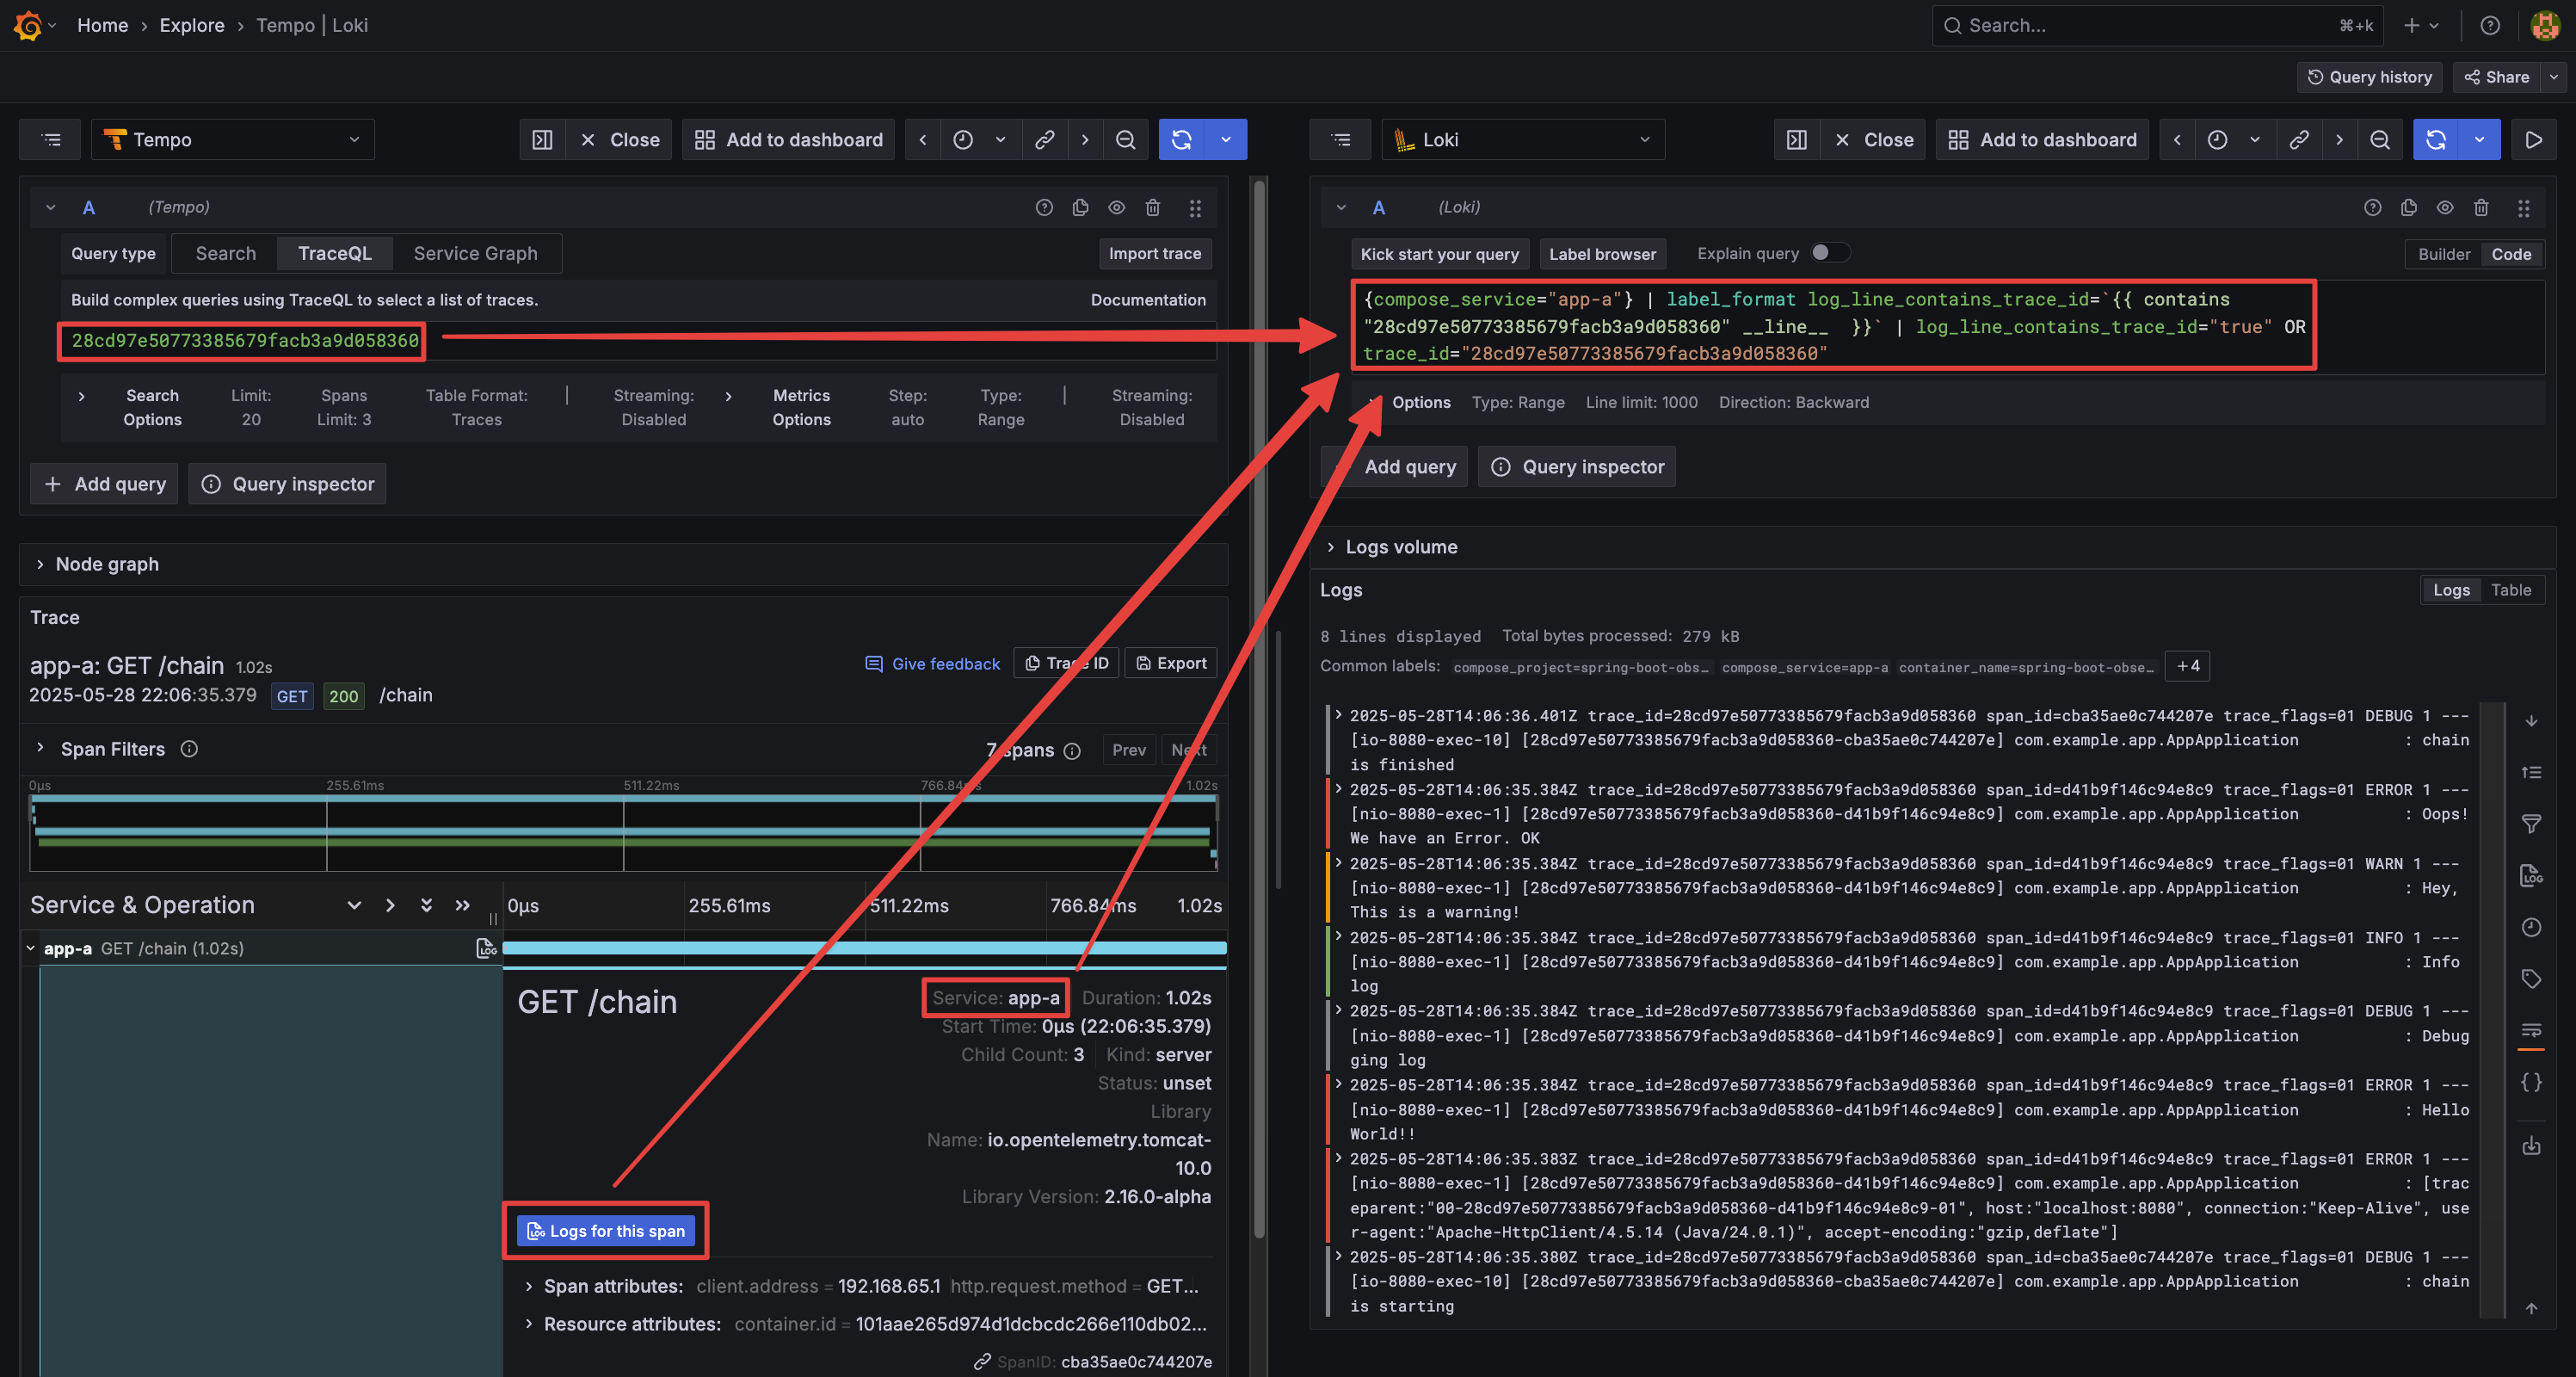 Home › Explore › Tempo | Loki
Search... ⌘+k
Query history
Share
Tempo
Close
Add to dashboard
A (Tempo)
Query type Search TraceQL Service Graph Import trace
Build complex queries using TraceQL to select a list of traces. Documentation
28cd97e50773385679facb3a9d058360
Search Options Limit: 20 Spans Limit: 3 Table Format: Traces | Streaming: Disabled Metrics Options Step: auto Type: Range | Streaming: Disabled
+ Add query Query inspector
Node graph
Trace
app-a: GET /chain 1.02s
Give feedback Trace ID Export
2025-05-28 22:06:35.379 GET 200 /chain
Span Filters 7 spans Prev Next
0μs 255.61ms 511.22ms 766.84ms 1.02s
Service & Operation 0μs 255.61ms 511.22ms 766.84ms 1.02s
app-a GET /chain (1.02s) LOG
GET /chain
Service: app-a Duration: 1.02s
Start Time: 0μs (22:06:35.379)
Child Count: 3 Kind: server
Status: unset
Library
Name: io.opentelemetry.tomcat-
10.0
Library Version: 2.16.0-alpha
LOG Logs for this span
Span attributes: client.address = 192.168.65.1 http.request.method = GET...
Resource attributes: container.id = 101aae265d974d1dcbcdc266e110db02...
SpanID: cba35ae0c744207e
Loki
Close
Add to dashboard
A (Loki)
Kick start your query Label browser Explain query Builder Code
{compose_service="app-a"} | label_format log_line_contains_trace_id=`{{ contains
"28cd97e50773385679facb3a9d058360" __line__  }}` | log_line_contains_trace_id="true" OR
trace_id="28cd97e50773385679facb3a9d058360"
Options Type: Range Line limit: 1000 Direction: Backward
Add query Query inspector
Logs volume
Logs
Logs Table
8 lines displayed Total bytes processed: 279 kB
Common labels: compose_project=spring-boot-obs… compose_service=app-a container_name=spring-boot-obse… +4
2025-05-28T14:06:36.401Z trace_id=28cd97e50773385679facb3a9d058360 span_id=cba35ae0c744207e trace_flags=01 DEBUG 1 ---
[io-8080-exec-10] [28cd97e50773385679facb3a9d058360-cba35ae0c744207e] com.example.app.AppApplication : chain
is finished
2025-05-28T14:06:35.384Z trace_id=28cd97e50773385679facb3a9d058360 span_id=d41b9f146c94e8c9 trace_flags=01 ERROR 1 ---
[nio-8080-exec-1] [28cd97e50773385679facb3a9d058360-d41b9f146c94e8c9] com.example.app.AppApplication : Oops!
We have an Error. OK
2025-05-28T14:06:35.384Z trace_id=28cd97e50773385679facb3a9d058360 span_id=d41b9f146c94e8c9 trace_flags=01 WARN 1 ---
[nio-8080-exec-1] [28cd97e50773385679facb3a9d058360-d41b9f146c94e8c9] com.example.app.AppApplication : Hey,
This is a warning!
2025-05-28T14:06:35.384Z trace_id=28cd97e50773385679facb3a9d058360 span_id=d41b9f146c94e8c9 trace_flags=01 INFO 1 ---
[nio-8080-exec-1] [28cd97e50773385679facb3a9d058360-d41b9f146c94e8c9] com.example.app.AppApplication : Info
log
2025-05-28T14:06:35.384Z trace_id=28cd97e50773385679facb3a9d058360 span_id=d41b9f146c94e8c9 trace_flags=01 DEBUG 1 ---
[nio-8080-exec-1] [28cd97e50773385679facb3a9d058360-d41b9f146c94e8c9] com.example.app.AppApplication : Debug
ging log
2025-05-28T14:06:35.384Z trace_id=28cd97e50773385679facb3a9d058360 span_id=d41b9f146c94e8c9 trace_flags=01 ERROR 1 ---
[nio-8080-exec-1] [28cd97e50773385679facb3a9d058360-d41b9f146c94e8c9] com.example.app.AppApplication : Hello
World!!
2025-05-28T14:06:35.383Z trace_id=28cd97e50773385679facb3a9d058360 span_id=d41b9f146c94e8c9 trace_flags=01 ERROR 1 ---
[nio-8080-exec-1] [28cd97e50773385679facb3a9d058360-d41b9f146c94e8c9] com.example.app.AppApplication : [trac
eparent:"00-28cd97e50773385679facb3a9d058360-d41b9f146c94e8c9-01", host:"localhost:8080", connection:"Keep-Alive", use
r-agent:"Apache-HttpClient/4.5.14 (Java/24.0.1)", accept-encoding:"gzip,deflate"]
2025-05-28T14:06:35.380Z trace_id=28cd97e50773385679facb3a9d058360 span_id=cba35ae0c744207e trace_flags=01 DEBUG 1 ---
[io-8080-exec-10] [28cd97e50773385679facb3a9d058360-cba35ae0c744207e] com.example.app.AppApplication : chain
is starting
LOG